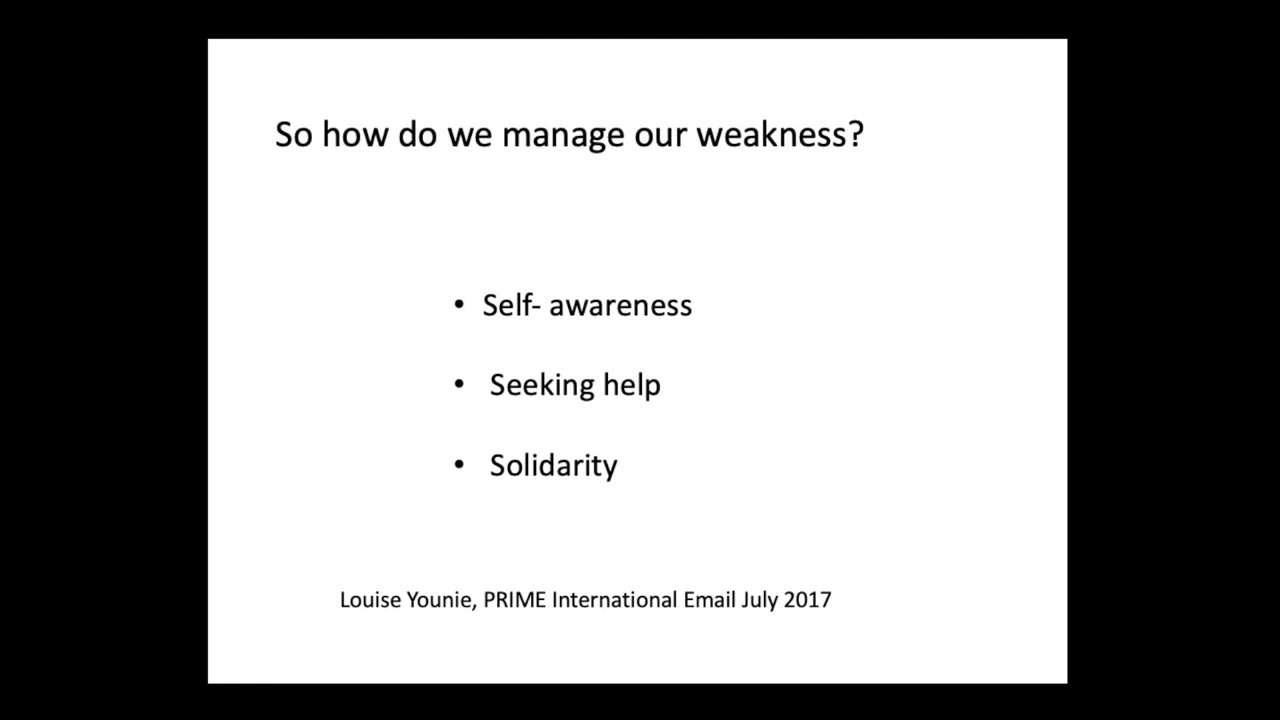 So how do we manage our weakness?
• Self- awareness
• Seeking help
• Solidarity
Louise Younie, PRIME International Email July 2017